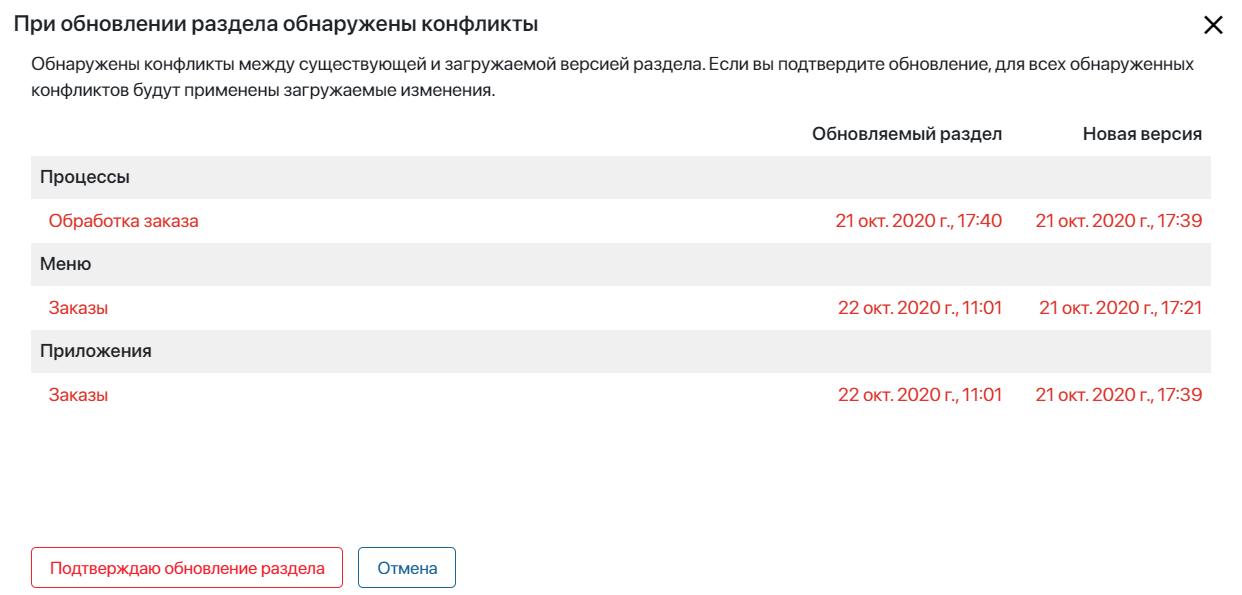 При обновлении раздела обнаружены конфликты
Обнаружены конфликты между существующей и загружаемой версией раздела. Если вы подтвердите обновление, для всех обнаруженных
конфликтов будут применены загружаемые изменения.
Обновляемый раздел Новая версия
Процессы
Обработка заказа 21 окт. 2020 г., 17:40 21 окт. 2020 г., 17:39
Меню
Заказы 22 окт. 2020 г., 11:01 21 окт. 2020 г., 17:21
Приложения
Заказы 22 окт. 2020 г., 11:01 21 окт. 2020 г., 17:39
Подтверждаю обновление раздела Отмена